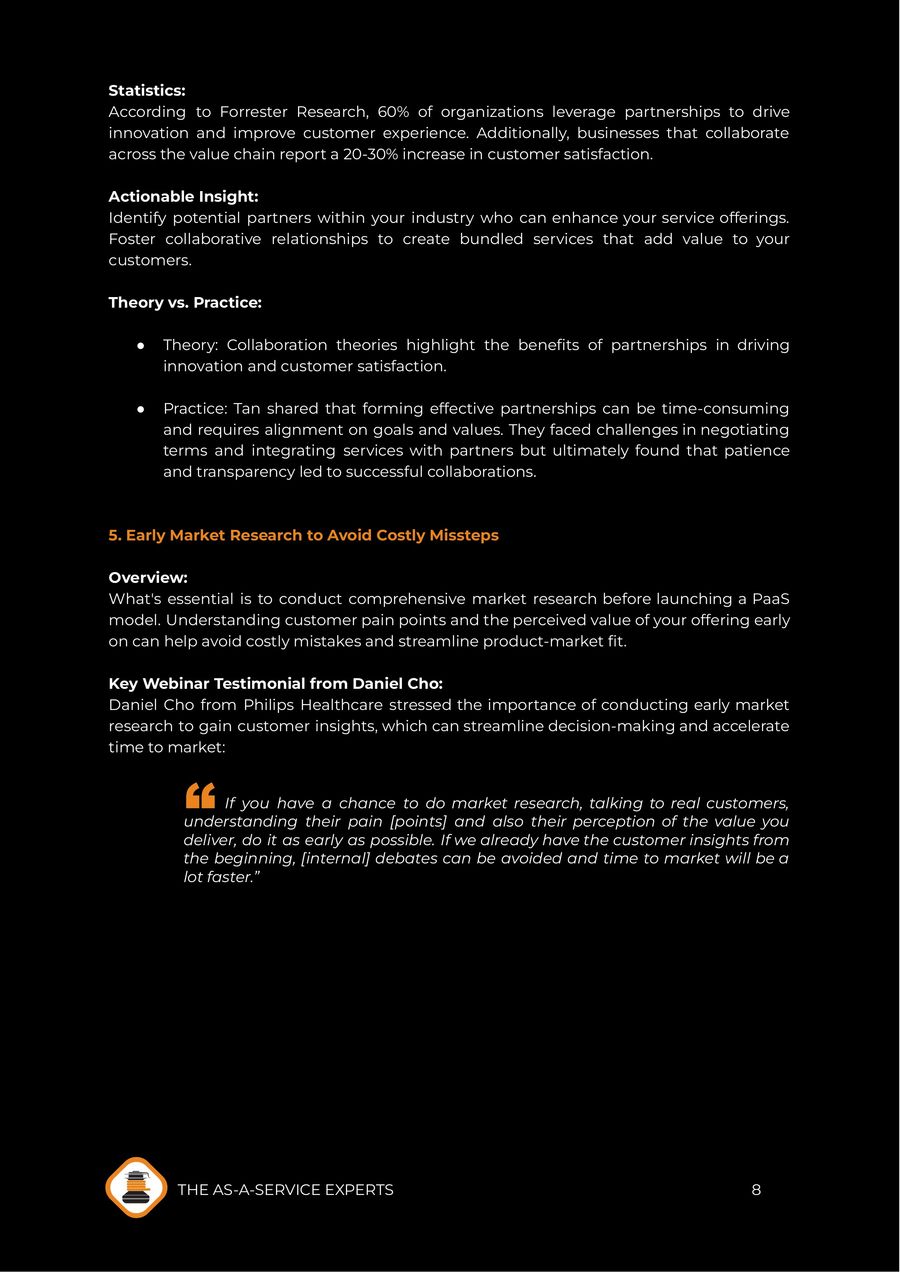 Statistics:
According to Forrester Research, 60% of organizations leverage partnerships to drive
innovation and improve customer experience. Additionally, businesses that collaborate
across the value chain report a 20-30% increase in customer satisfaction.
Actionable Insight:
Identify potential partners within your industry who can enhance your service offerings.
Foster collaborative relationships to create bundled services that add value to your
customers.
Theory vs. Practice:
● Theory: Collaboration theories highlight the benefits of partnerships in driving
innovation and customer satisfaction.
● Practice: Tan shared that forming effective partnerships can be time-consuming
and requires alignment on goals and values. They faced challenges in negotiating
terms and integrating services with partners but ultimately found that patience
and transparency led to successful collaborations.
5. Early Market Research to Avoid Costly Missteps
Overview:
What's essential is to conduct comprehensive market research before launching a PaaS
model. Understanding customer pain points and the perceived value of your offering early
on can help avoid costly mistakes and streamline product-market fit.
Key Webinar Testimonial from Daniel Cho:
Daniel Cho from Philips Healthcare stressed the importance of conducting early market
research to gain customer insights, which can streamline decision-making and accelerate
time to market:
“ If you have a chance to do market research, talking to real customers,
understanding their pain [points] and also their perception of the value you
deliver, do it as early as possible. If we already have the customer insights from
the beginning, [internal] debates can be avoided and time to market will be a
lot faster.”
THE AS-A-SERVICE EXPERTS 8